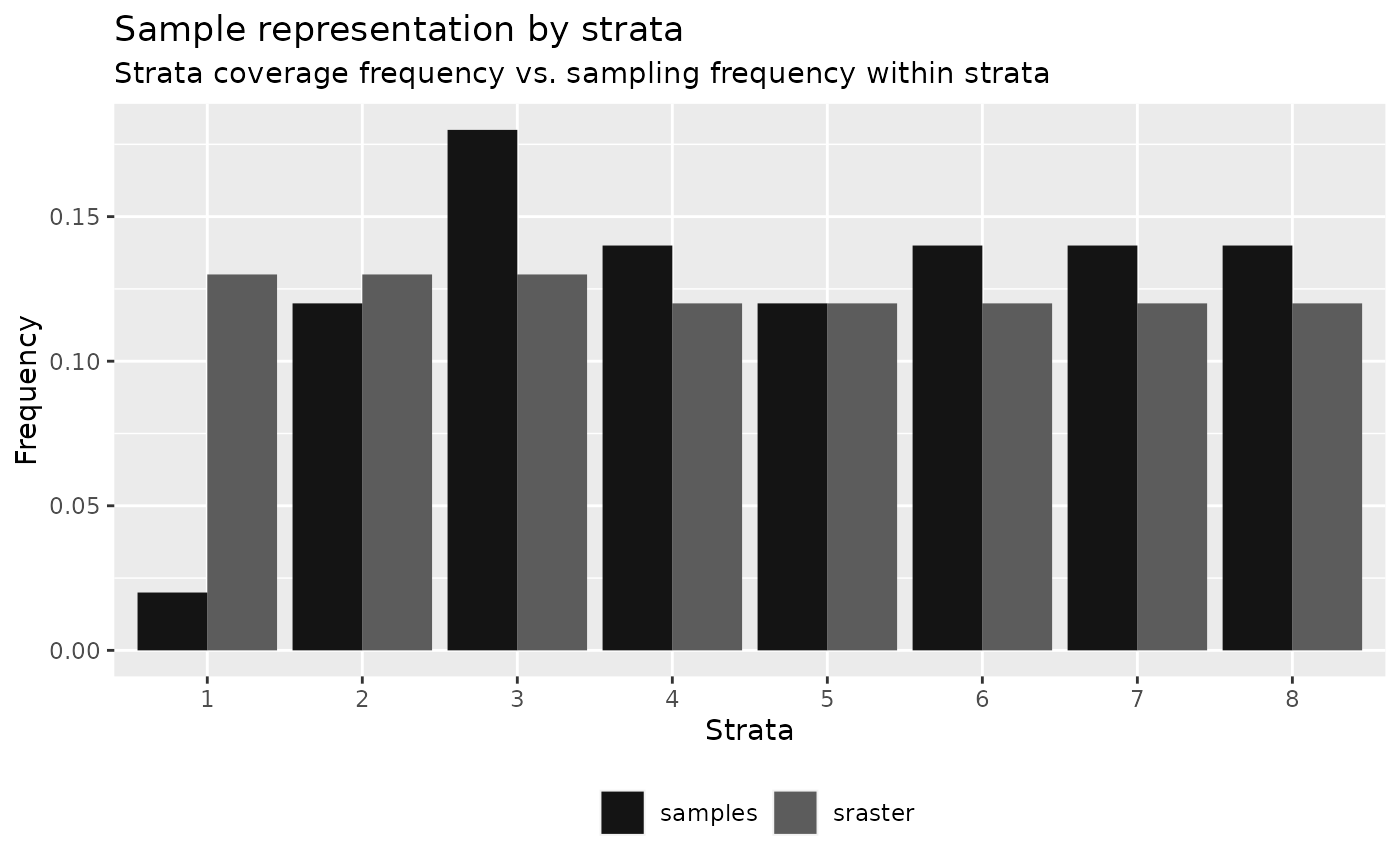 Sample representation by strata
Strata coverage frequency vs. sampling frequency within strata
Frequency
0.15
0.10
0.05
0.00
1 2 3 4 5 6 7 8
Strata
samples sraster